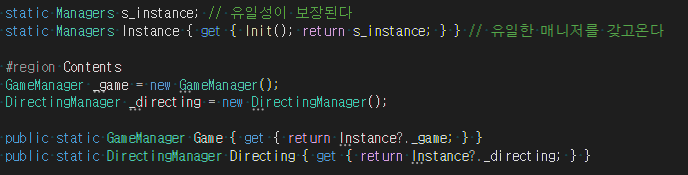 static Managers s_instance; // 유일성이 보장된다
static Managers Instance { get { Init(); return s_instance; } } // 유일한 매니저를 갖고온다
#region Contents
GameManager _game = new GameManager();
DirectingManager _directing = new DirectingManager();
public static GameManager Game { get { return Instance?._game; } }
public static DirectingManager Directing { get { return Instance?._directing; } }